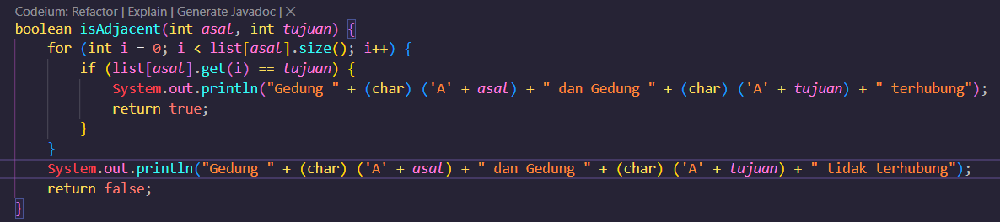 Codeium: Refactor | Explain | Generate Javadoc | ×
boolean isAdjacent(int asal, int tujuan) {
    for (int i = 0; i < list[asal].size(); i++) {
        if (list[asal].get(i) == tujuan) {
            System.out.println("Gedung " + (char) ('A' + asal) + " dan Gedung " + (char) ('A' + tujuan) + " terhubung");
            return true;
        }
    }
    System.out.println("Gedung " + (char) ('A' + asal) + " dan Gedung " + (char) ('A' + tujuan) + " tidak terhubung");
    return false;
}